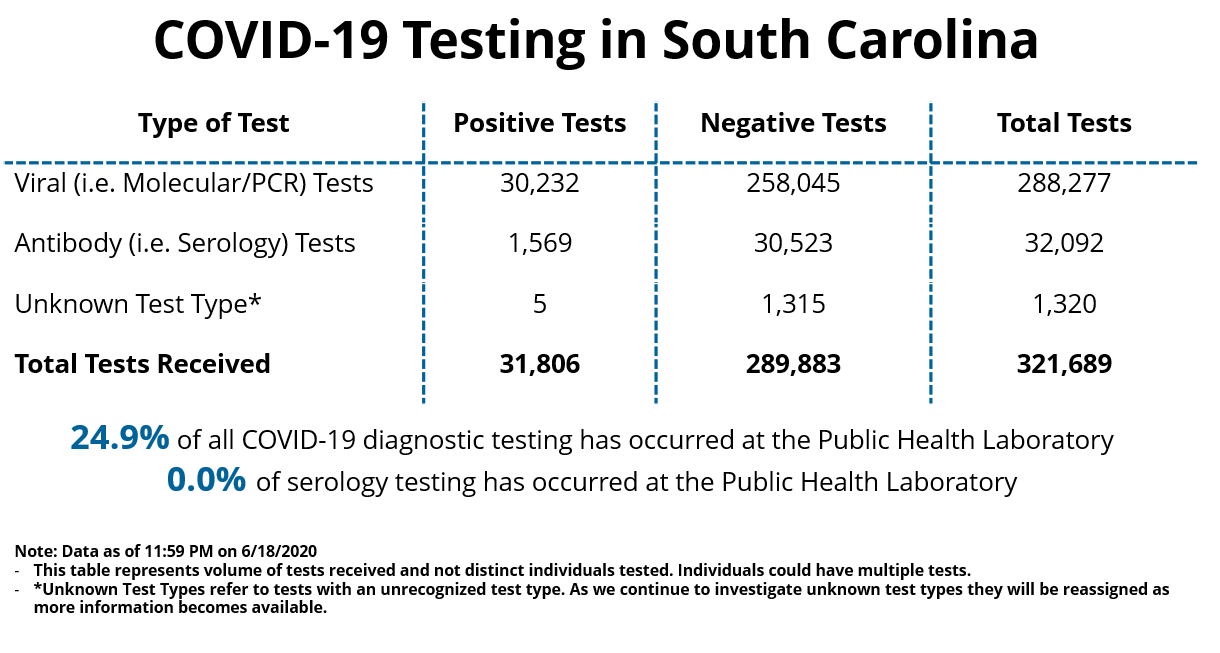 COVID-19 Testing in South Carolina
Type of Test Positive Tests Negative Tests Total Tests
Viral (i.e. Molecular/PCR) Tests 30,232 258,045 288,277
Antibody (i.e. Serology) Tests 1,569 30,523 32,092
Unknown Test Type* 5 1,315 1,320
Total Tests Received 31,806 289,883 321,689
24.9% of all COVID-19 diagnostic testing has occurred at the Public Health Laboratory
0.0% of serology testing has occurred at the Public Health Laboratory
Note: Data as of 11:59 PM on 6/18/2020
- This table represents volume of tests received and not distinct individuals tested. Individuals could have multiple tests.
- *Unknown Test Types refer to tests with an unrecognized test type. As we continue to investigate unknown test types they will be reassigned as
more information becomes available.